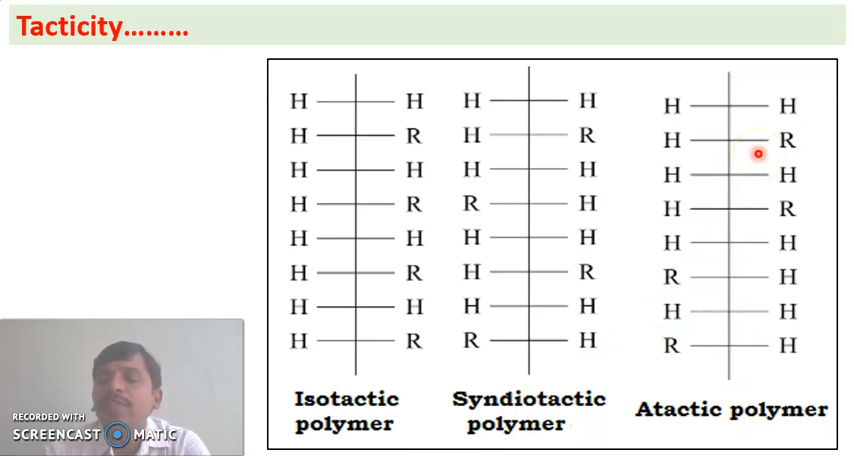 Tacticity.........
H H H H H H
H R H R H R
H H H H H H
H R R H H R
H H H H H H
H R H R R H
H H H H H H
H R R H R H
Isotactic polymer
Syndiotactic polymer
Atactic polymer
RECORDED WITH
SCREENCAST MATIC